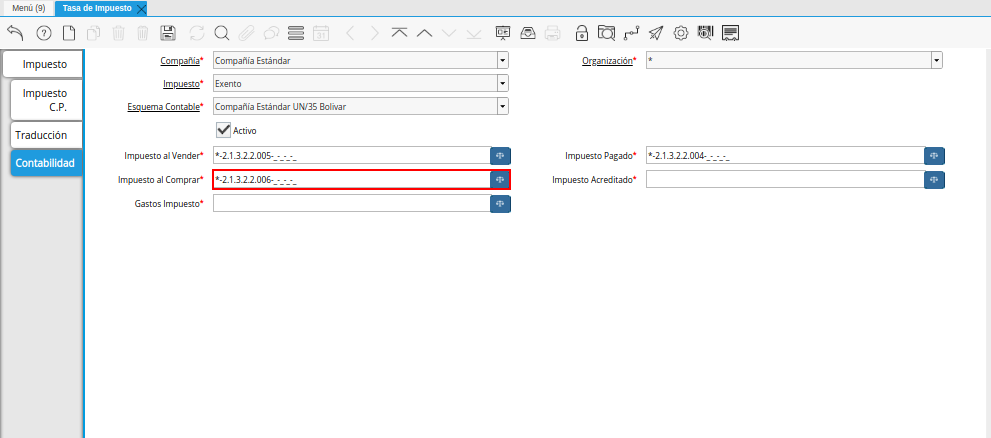 Menú (9) Tasa de Impuesto
Impuesto
Impuesto
C.P.
Traducción
Contabilidad
Compañía* Compañía Estándar Organización* *
Impuesto* Exento
Esquema Contable* Compañía Estándar UN/35 Bolivar
Activo
Impuesto al Vender* *-2.1.3.2.2.005-_-_-_-_ Impuesto Pagado* *-2.1.3.2.2.004-_-_-_-_
Impuesto al Comprar* *-2.1.3.2.2.006-_-_-_-_ Impuesto Acreditado*
Gastos Impuesto*